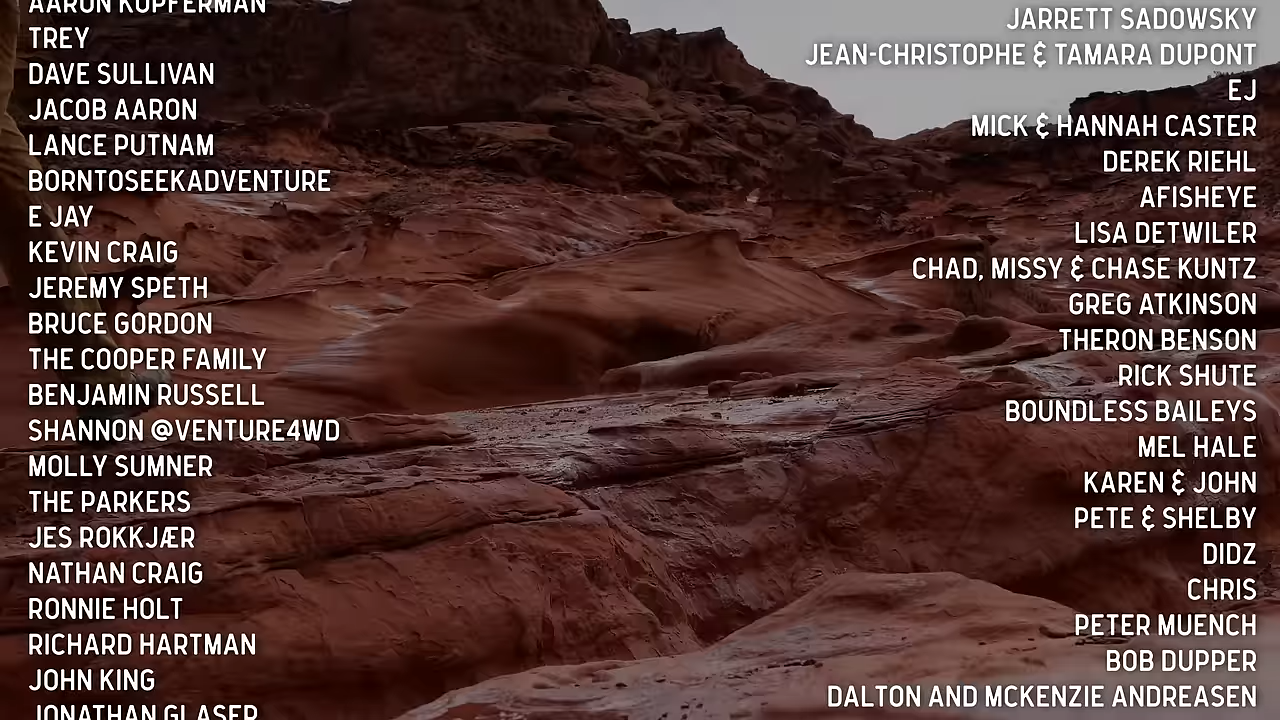 AARON KUPFERMAN
TREY
DAVE SULLIVAN
JACOB AARON
LANCE PUTNAM
BORNTOSEEKADVENTURE
E JAY
KEVIN CRAIG
JEREMY SPETH
BRUCE GORDON
THE COOPER FAMILY
BENJAMIN RUSSELL
SHANNON @VENTURE4WD
MOLLY SUMNER
THE PARKERS
JES ROKKJÆR
NATHAN CRAIG
RONNIE HOLT
RICHARD HARTMAN
JOHN KING
JONATHAN GLASER
JARRETT SADOWSKY
JEAN-CHRISTOPHE & TAMARA DUPONT
EJ
MICK & HANNAH CASTER
DEREK RIEHL
AFISHEYE
LISA DETWILER
CHAD, MISSY & CHASE KUNTZ
GREG ATKINSON
THERON BENSON
RICK SHUTE
BOUNDLESS BAILEYS
MEL HALE
KAREN & JOHN
PETE & SHELBY
DIDZ
CHRIS
PETER MUENCH
BOB DUPPER
DALTON AND MCKENZIE ANDREASEN